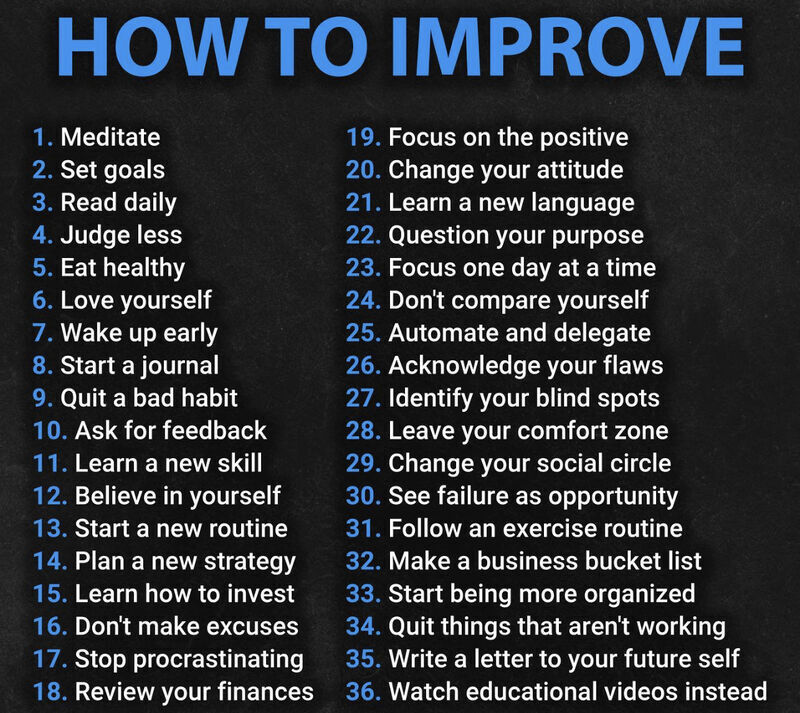 HOW TO IMPROVE
1. Meditate
2. Set goals
3. Read daily
4. Judge less
5. Eat healthy
6. Love yourself
7. Wake up early
8. Start a journal
9. Quit a bad habit
10. Ask for feedback
11. Learn a new skill
12. Believe in yourself
13. Start a new routine
14. Plan a new strategy
15. Learn how to invest
16. Don't make excuses
17. Stop procrastinating
18. Review your finances
19. Focus on the positive
20. Change your attitude
21. Learn a new language
22. Question your purpose
23. Focus one day at a time
24. Don't compare yourself
25. Automate and delegate
26. Acknowledge your flaws
27. Identify your blind spots
28. Leave your comfort zone
29. Change your social circle
30. See failure as opportunity
31. Follow an exercise routine
32. Make a business bucket list
33. Start being more organized
34. Quit things that aren't working
35. Write a letter to your future self
36. Watch educational videos instead